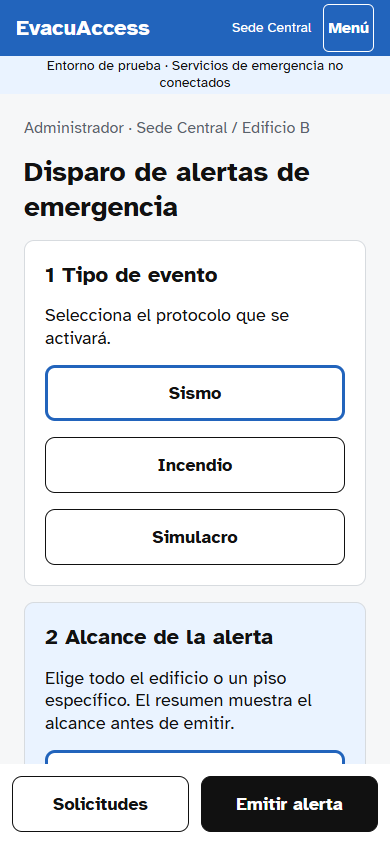 EvacuAccess
Sede Central
Menú
Entorno de prueba · Servicios de emergencia no
conectados
Administrador · Sede Central / Edificio B
Disparo de alertas de
emergencia
1 Tipo de evento
Selecciona el protocolo que se
activará.
Sismo
Incendio
Simulacro
2 Alcance de la alerta
Elige todo el edificio o un piso
específico. El resumen muestra el
alcance antes de emitir.
Solicitudes
Emitir alerta